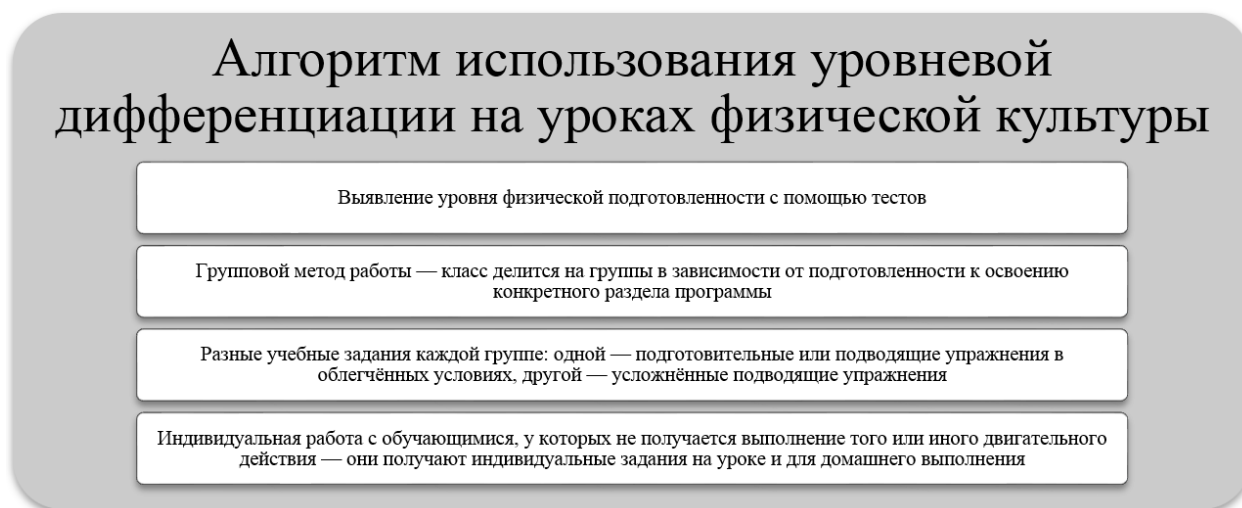 Алгоритм использования уровневой
дифференциации на уроках физической культуры
Выявление уровня физической подготовленности с помощью тестов
Групповой метод работы — класс делится на группы в зависимости от подготовленности к освоению
конкретного раздела программы
Разные учебные задания каждой группе: одной — подготовительные или подводящие упражнения в
облегчённых условиях, другой — усложнённые подводящие упражнения
Индивидуальная работа с обучающимися, у которых не получается выполнение того или иного двигательного
действия — они получают индивидуальные задания на уроке и для домашнего выполнения